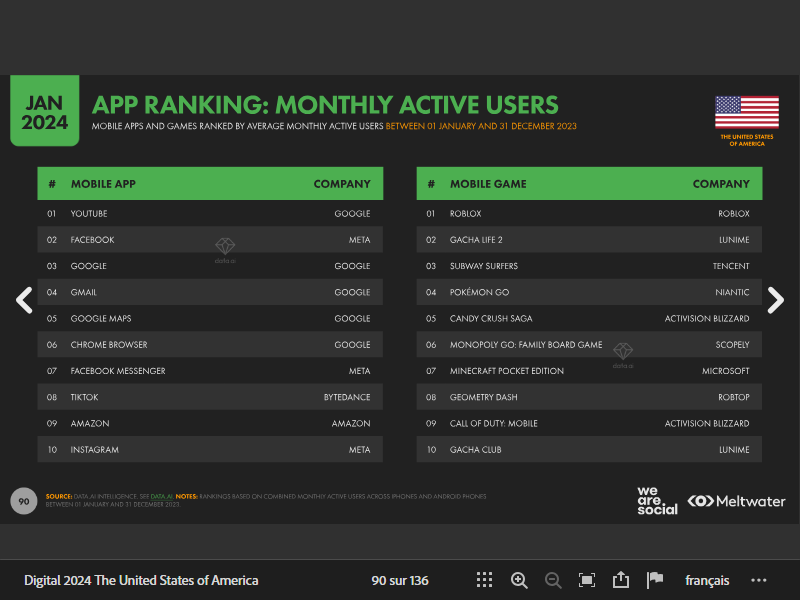 JAN
2024
APP RANKING: MONTHLY ACTIVE USERS
MOBILE APPS AND GAMES RANKED BY AVERAGE MONTHLY ACTIVE USERS BETWEEN 01 JANUARY AND 31 DECEMBER 2023
THE UNITED STATES
OF AMERICA
# MOBILE APP COMPANY
01 YOUTUBE GOOGLE
02 FACEBOOK META
03 GOOGLE GOOGLE
04 GMAIL GOOGLE
05 GOOGLE MAPS GOOGLE
06 CHROME BROWSER GOOGLE
07 FACEBOOK MESSENGER META
08 TIKTOK BYTEDANCE
09 AMAZON AMAZON
10 INSTAGRAM META
data.ai
# MOBILE GAME COMPANY
01 ROBLOX ROBLOX
02 GACHA LIFE 2 LUNIME
03 SUBWAY SURFERS TENCENT
04 POKÉMON GO NIANTIC
05 CANDY CRUSH SAGA ACTIVISION BLIZZARD
06 MONOPOLY GO: FAMILY BOARD GAME SCOPELY
07 MINECRAFT POCKET EDITION MICROSOFT
08 GEOMETRY DASH ROBTOP
09 CALL OF DUTY: MOBILE ACTIVISION BLIZZARD
10 GACHA CLUB LUNIME
data.ai
90
SOURCE: DATA.AI INTELLIGENCE. SEE DATA.AI. NOTES: RANKINGS BASED ON COMBINED MONTHLY ACTIVE USERS ACROSS IPHONES AND ANDROID PHONES
BETWEEN 01 JANUARY AND 31 DECEMBER 2023.
we
are
social
Meltwater
Digital 2024 The United States of America
90 sur 136
français